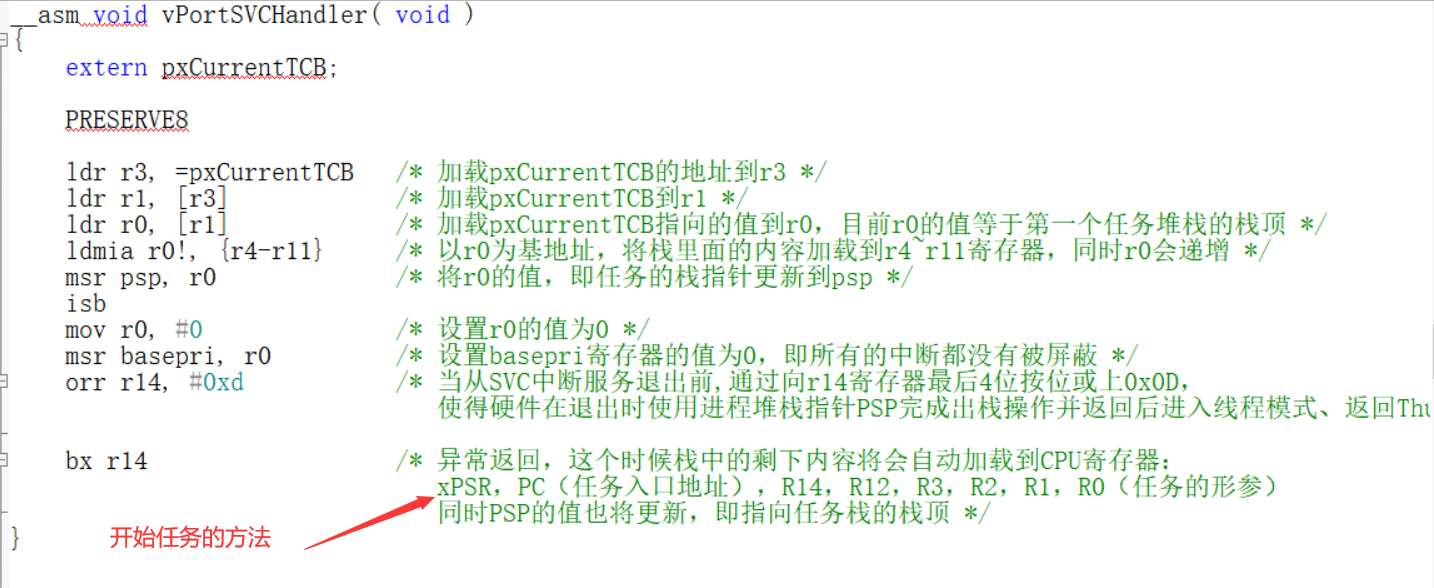 __asm void vPortSVCHandler( void )
{
extern pxCurrentTCB;
PRESERVE8
ldr r3, =pxCurrentTCB /* 加载pxCurrentTCB的地址到r3 */
ldr r1, [r3] /* 加载pxCurrentTCB到r1 */
ldr r0, [r1] /* 加载pxCurrentTCB指向的值到r0，目前r0的值等于第一个任务堆栈的栈顶 */
ldmia r0!, {r4-r11} /* 以r0为基地址，将栈里面的内容加载到r4~r11寄存器，同时r0会递增 */
msr psp, r0 /* 将r0的值，即任务的栈指针更新到psp */
isb
mov r0, #0 /* 设置r0的值为0 */
msr basepri, r0 /* 设置basepri寄存器的值为0，即所有的中断都没有被屏蔽 */
orr r14, #0xd /* 当从SVC中断服务退出前,通过向r14寄存器最后4位按位或上0x0D，
使得硬件在退出时使用进程堆栈指针PSP完成出栈操作并返回后进入线程模式、返回Thu
bx r14 /* 异常返回，这个时候栈中的剩下内容将会自动加载到CPU寄存器：
xPSR，PC（任务入口地址），R14，R12，R3，R2，R1，R0（任务的形参）
同时PSP的值也将更新，即指向任务栈的栈顶 */
开始任务的方法
}